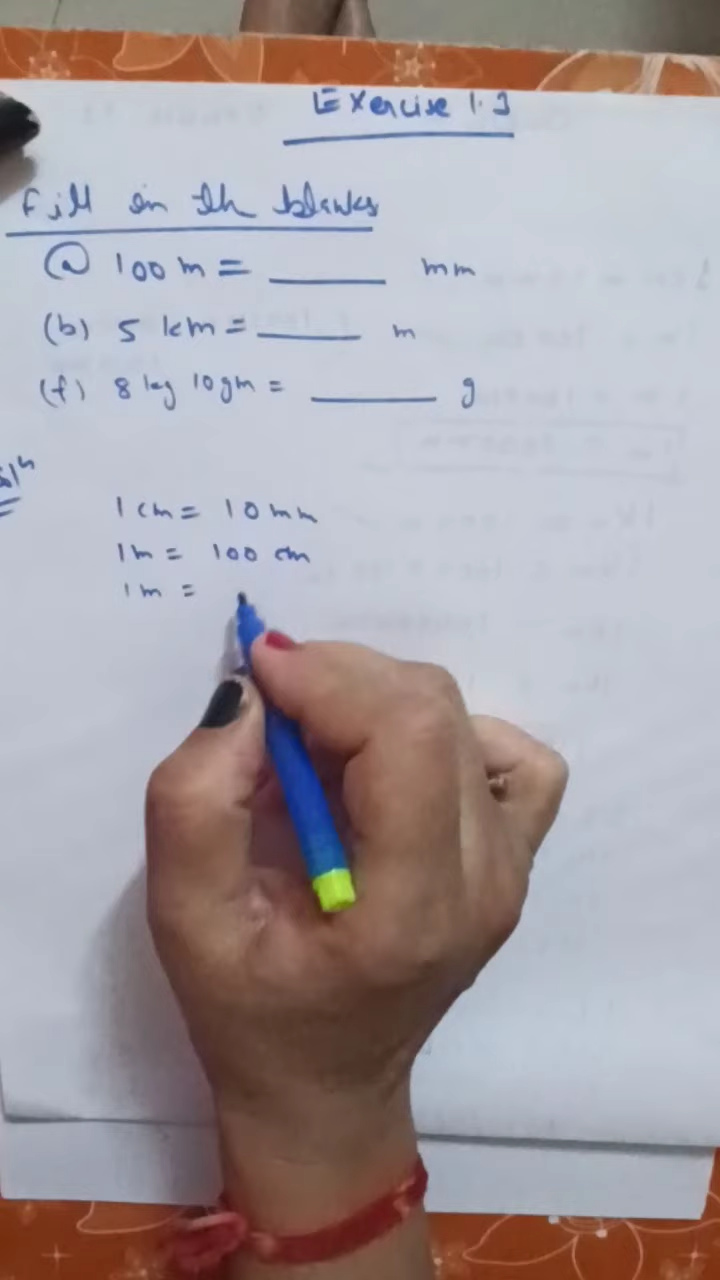 Exercise 1.3
Fill in the blanks
(a) 100 m = ______ mm
(b) 5 km = ______ m
(f) 8 kg 10 gm = ______ g
Solⁿ
1 cm = 10 mm
1 m = 100 cm
1 m =